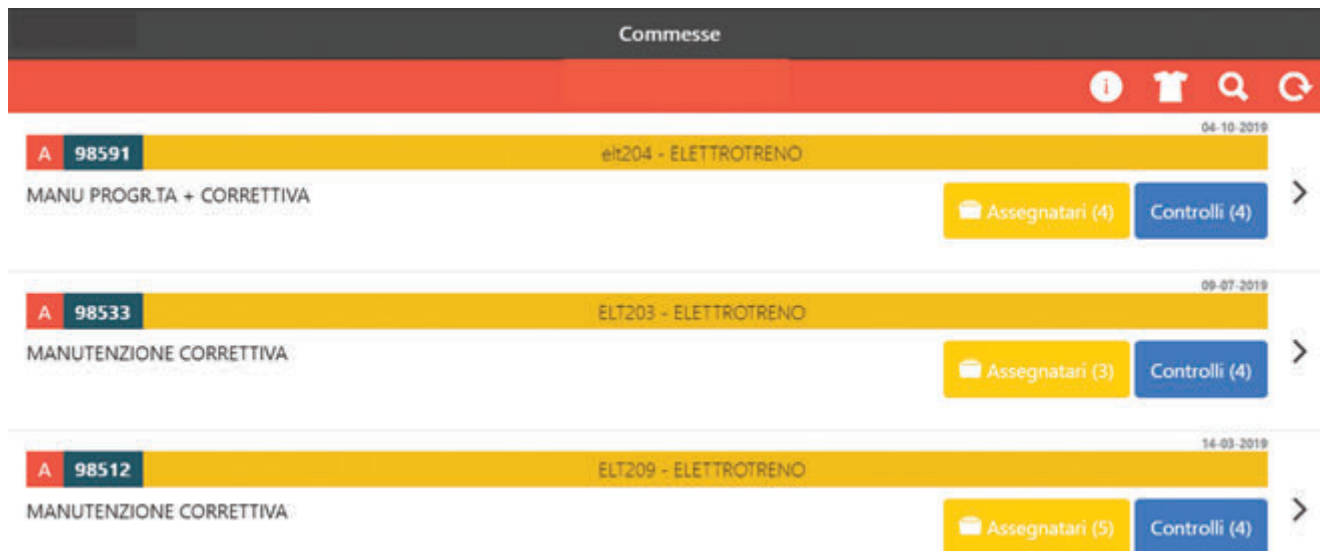 Commesse
04-10-2019
A 98591 elt204 - ELETTROTRENO
MANU PROGR.TA + CORRETTIVA
Assegnatari (4) Controlli (4)
09-07-2019
A 98533 ELT203 - ELETTROTRENO
MANUTENZIONE CORRETTIVA
Assegnatari (3) Controlli (4)
14-03-2019
A 98512 ELT209 - ELETTROTRENO
MANUTENZIONE CORRETTIVA
Assegnatari (5) Controlli (4)